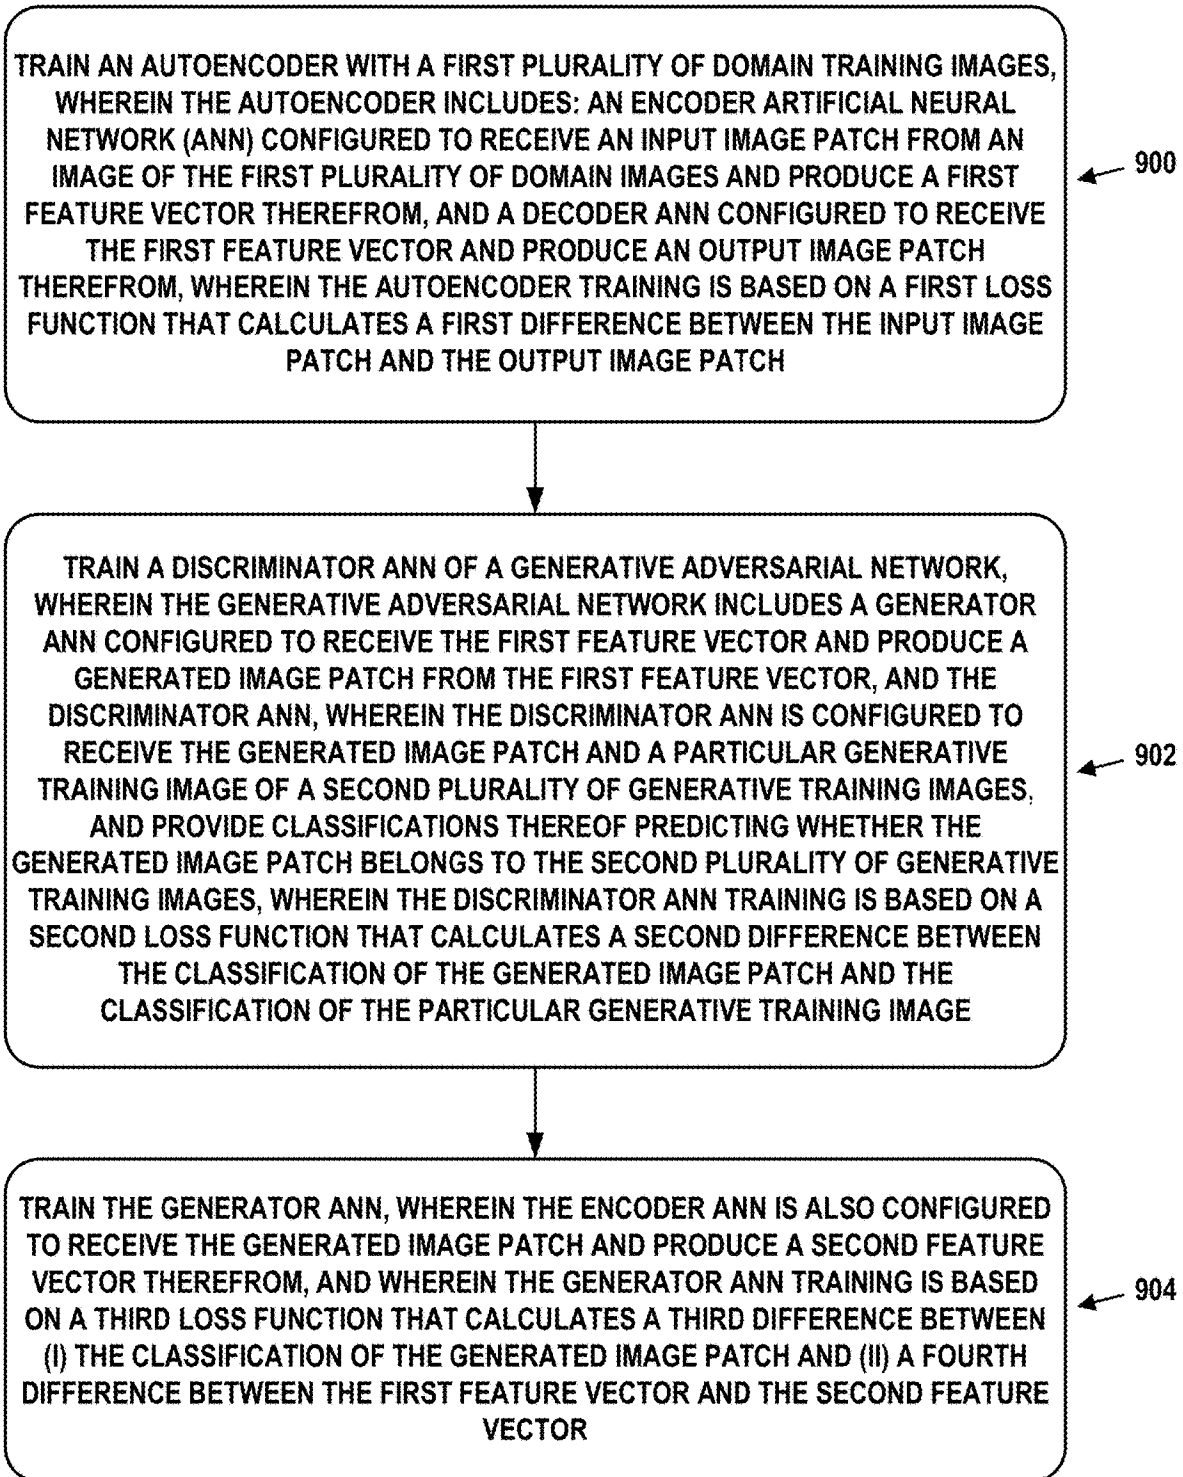 TRAIN AN AUTOENCODER WITH A FIRST PLURALITY OF DOMAIN TRAINING IMAGES,
WHEREIN THE AUTOENCODER INCLUDES: AN ENCODER ARTIFICIAL NEURAL
NETWORK (ANN) CONFIGURED TO RECEIVE AN INPUT IMAGE PATCH FROM AN
IMAGE OF THE FIRST PLURALITY OF DOMAIN IMAGES AND PRODUCE A FIRST
FEATURE VECTOR THEREFROM, AND A DECODER ANN CONFIGURED TO RECEIVE
THE FIRST FEATURE VECTOR AND PRODUCE AN OUTPUT IMAGE PATCH
THEREFROM, WHEREIN THE AUTOENCODER TRAINING IS BASED ON A FIRST LOSS
FUNCTION THAT CALCULATES A FIRST DIFFERENCE BETWEEN THE INPUT IMAGE
PATCH AND THE OUTPUT IMAGE PATCH
900
TRAIN A DISCRIMINATOR ANN OF A GENERATIVE ADVERSARIAL NETWORK,
WHEREIN THE GENERATIVE ADVERSARIAL NETWORK INCLUDES A GENERATOR
ANN CONFIGURED TO RECEIVE THE FIRST FEATURE VECTOR AND PRODUCE A
GENERATED IMAGE PATCH FROM THE FIRST FEATURE VECTOR, AND THE
DISCRIMINATOR ANN, WHEREIN THE DISCRIMINATOR ANN IS CONFIGURED TO
RECEIVE THE GENERATED IMAGE PATCH AND A PARTICULAR GENERATIVE
TRAINING IMAGE OF A SECOND PLURALITY OF GENERATIVE TRAINING IMAGES,
AND PROVIDE CLASSIFICATIONS THEREOF PREDICTING WHETHER THE
GENERATED IMAGE PATCH BELONGS TO THE SECOND PLURALITY OF GENERATIVE
TRAINING IMAGES, WHEREIN THE DISCRIMINATOR ANN TRAINING IS BASED ON A
SECOND LOSS FUNCTION THAT CALCULATES A SECOND DIFFERENCE BETWEEN
THE CLASSIFICATION OF THE GENERATED IMAGE PATCH AND THE
CLASSIFICATION OF THE PARTICULAR GENERATIVE TRAINING IMAGE
902
TRAIN THE GENERATOR ANN, WHEREIN THE ENCODER ANN IS ALSO CONFIGURED
TO RECEIVE THE GENERATED IMAGE PATCH AND PRODUCE A SECOND FEATURE
VECTOR THEREFROM, AND WHEREIN THE GENERATOR ANN TRAINING IS BASED
ON A THIRD LOSS FUNCTION THAT CALCULATES A THIRD DIFFERENCE BETWEEN
(I) THE CLASSIFICATION OF THE GENERATED IMAGE PATCH AND (II) A FOURTH
DIFFERENCE BETWEEN THE FIRST FEATURE VECTOR AND THE SECOND FEATURE
VECTOR
904